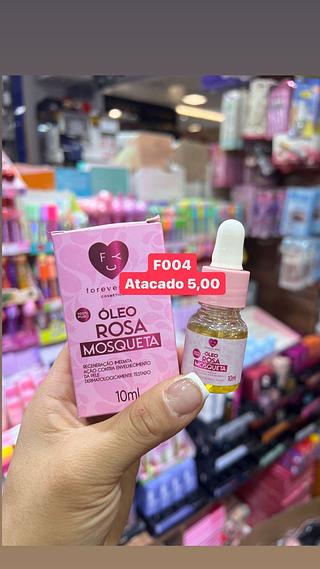 F
forever
cosmetic
ÓLEO
ROSA
MOSQUETA
REGENERAÇÃO IMEDIATA
AÇÃO CONTRA ENVELHECIMENTO
DA PELE
DERMATOLOGICAMENTE TESTADO
10ml
F004
Atacado 5,00
ÓLEO
ROSA
MOSQUETA
10ml